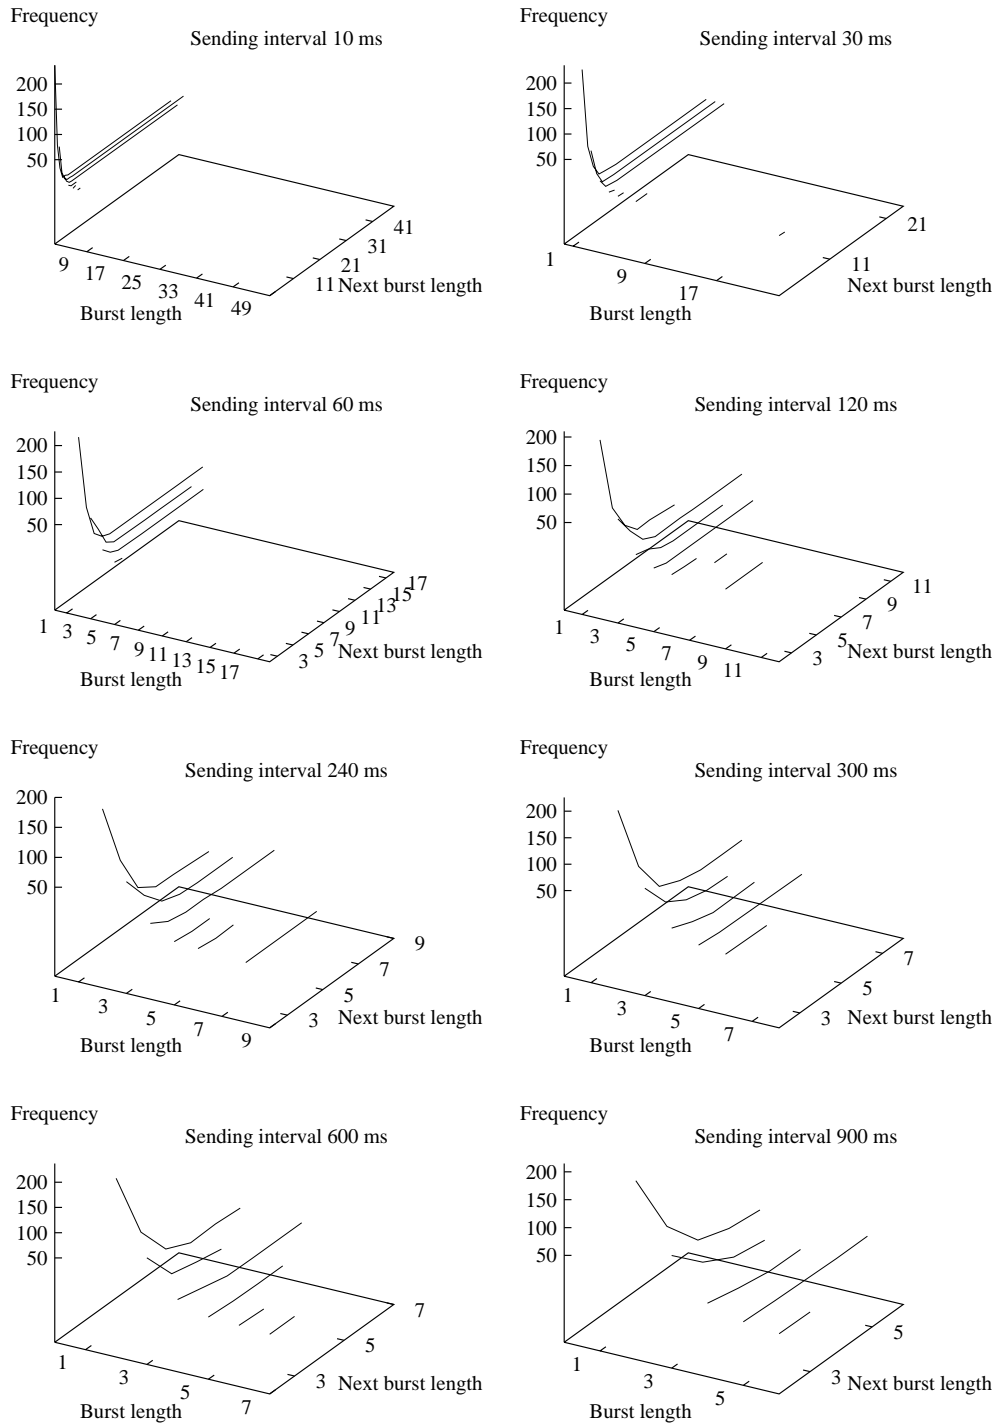 Frequency
Sending interval 10 ms
200
150
100
50
9 17 25 33 41 49
11 21 31 41
Burst length
Next burst length
Frequency
Sending interval 30 ms
200
150
100
50
1 9 17
11 21
Burst length
Next burst length
Frequency
Sending interval 60 ms
200
150
100
50
1 3 5 7 9 11 13 15 17
3 5 7 9 11 13 15 17
Burst length
Next burst length
Frequency
Sending interval 120 ms
200
150
100
50
1 3 5 7 9 11
3 5 7 9 11
Burst length
Next burst length
Frequency
Sending interval 240 ms
200
150
100
50
1 3 5 7 9
3 5 7 9
Burst length
Next burst length
Frequency
Sending interval 300 ms
200
150
100
50
1 3 5 7
3 5 7
Burst length
Next burst length
Frequency
Sending interval 600 ms
200
150
100
50
1 3 5 7
3 5 7
Burst length
Next burst length
Frequency
Sending interval 900 ms
200
150
100
50
1 3 5
3 5
Burst length
Next burst length